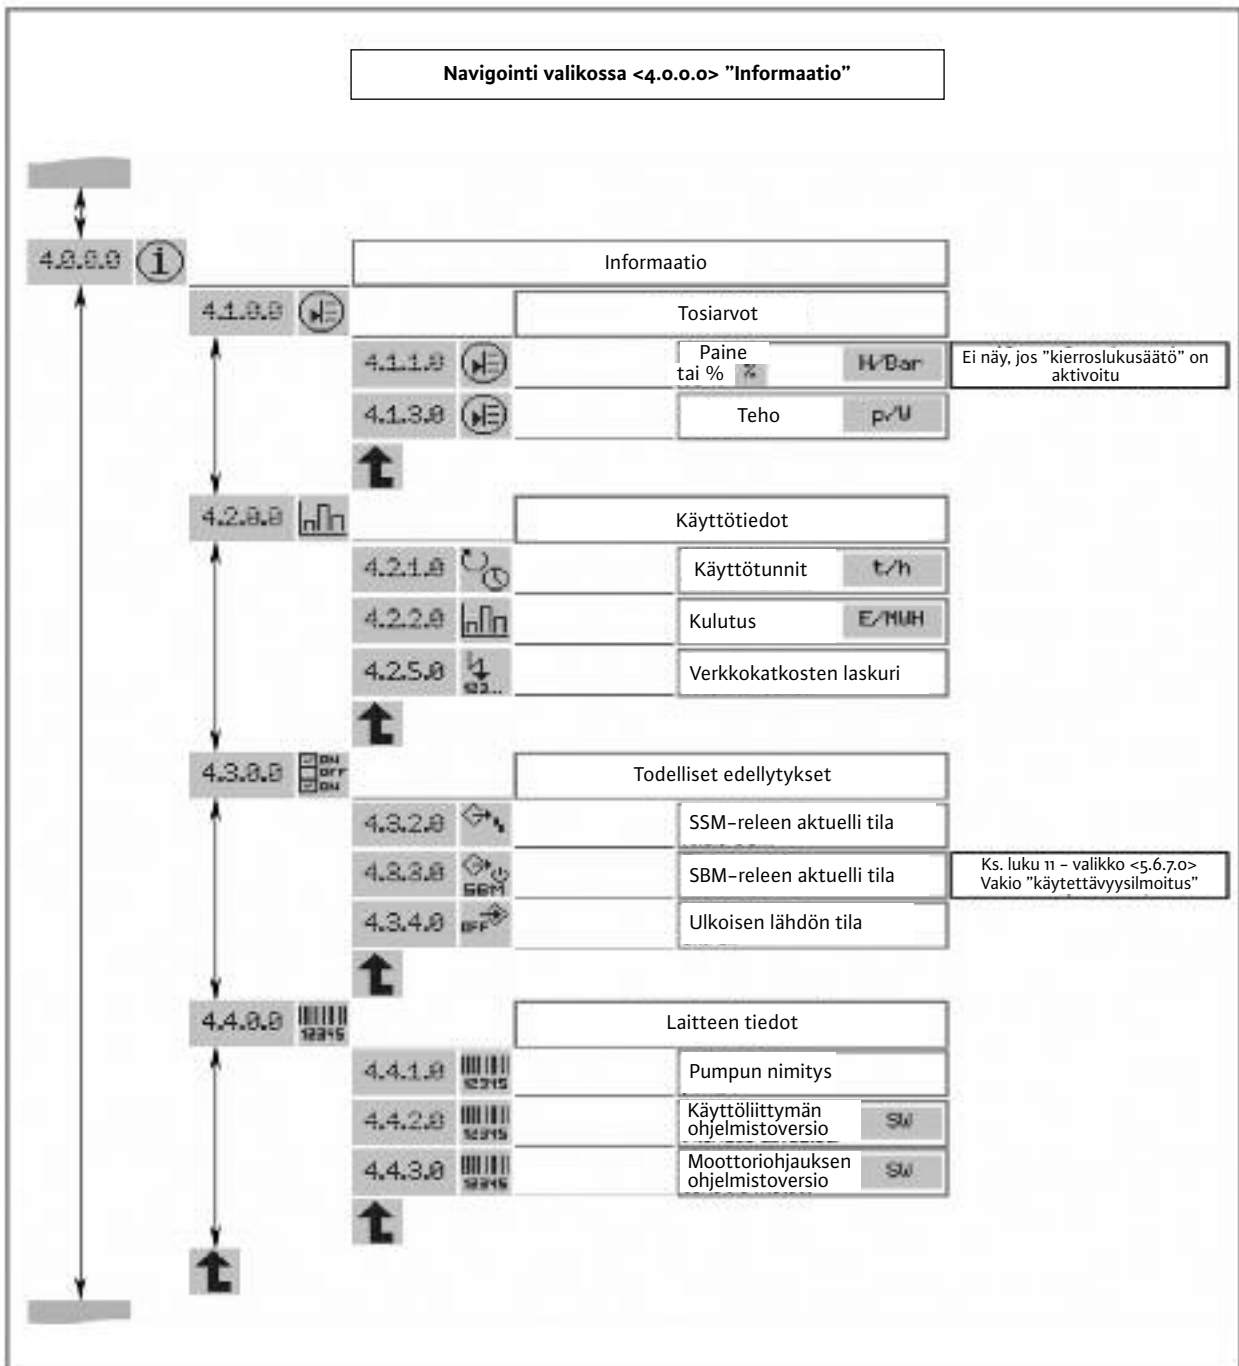 Navigointi valikossa <4.0.0.0> ”Informaatio”
4.0.0.0 i Informaatio
4.1.0.0 Tosiarvot
4.1.1.0 Paine
tai % % H/Bar
Ei näy, jos ”kierroslukusäätö” on
aktivoitu
4.1.3.0 Teho p/W
4.2.0.0 Käyttötiedot
4.2.1.0 Käyttötunnit t/h
4.2.2.0 Kulutus E/MWH
4.2.5.0 123... Verkkokatkosten laskuri
4.3.0.0 ON
OFF
ON
Todelliset edellytykset
4.3.2.0 SSM-releen aktuelli tila
4.3.3.0 SBM SBM-releen aktuelli tila
Ks. luku 11 – valikko <5.6.7.0>
Vakio ”käytettävyysilmoitus”
4.3.4.0 OFF Ulkoisen lähdön tila
4.4.0.0 12345 Laitteen tiedot
4.4.1.0 12345 Pumpun nimitys
4.4.2.0 12345 Käyttöliittymän
ohjelmistoversio SW
4.4.3.0 12345 Moottoriohjauksen
ohjelmistoversio SW